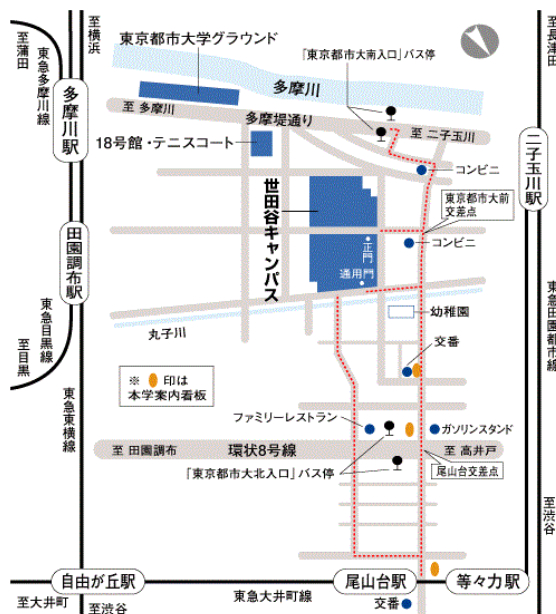 至蒲田
東急多摩川線
至横浜
東京都市大学グラウンド
「東京都市大南入口」バス停
至長津田
多摩川
至 多摩川
多摩堤通り
至 二子玉川
多摩川駅
18号館・テニスコート
二子玉川駅
コンビニ
世田谷キャンパス
東京都市大前
交差点
正門
コンビニ
通用門
田園調布駅
東急目黒線
至目黒
丸子川
幼稚園
東急田園都市線
交番
※ 印は
本学案内看板
東急東横線
ファミリーレストラン
ガソリンスタンド
至 田園調布
環状8号線
至 高井戸
「東京都市大北入口」バス停
尾山台交差点
至渋谷
自由が丘駅
尾山台駅
等々力駅
至大井町
至渋谷
東急大井町線
交番